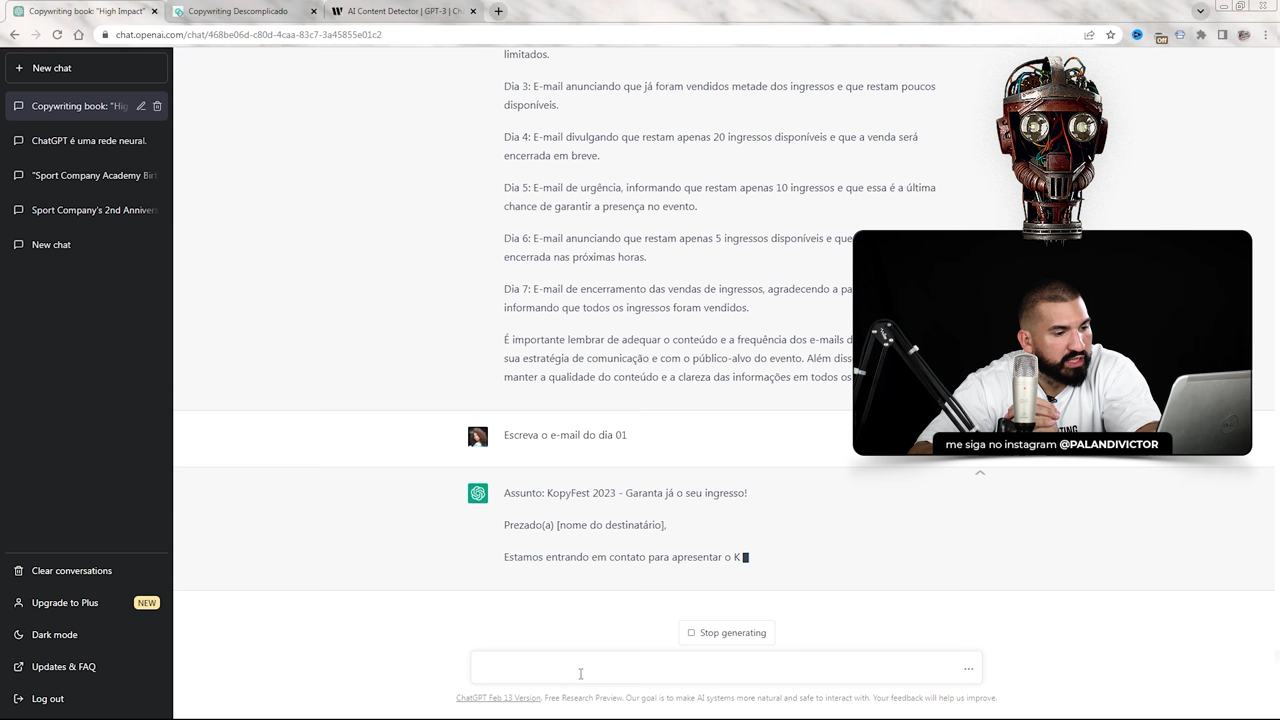 Copywriting book "High Impact"
Copywriting Descomplicado
AI Content Detector | GPT-3 | Ch
chat.openai.com/chat/468be06d-c80d-4caa-83c7-3a45855e01c2
Off
New chat
Copywriting book: "Hig
ChatGPT é uma rede neural.
"Sport Company Academy Birt
Sport Company's 2nd Annivers
New chat
limitados.
Dia 3: E-mail anunciando que já foram vendidos metade dos ingressos e que restam poucos
disponíveis.
Dia 4: E-mail divulgando que restam apenas 20 ingressos disponíveis e que a venda será
encerrada em breve.
Dia 5: E-mail de urgência, informando que restam apenas 10 ingressos e que essa é a última
chance de garantir a presença no evento.
Dia 6: E-mail anunciando que restam apenas 5 ingressos disponíveis e que
encerrada nas próximas horas.
Dia 7: E-mail de encerramento das vendas de ingressos, agradecendo a pa
informando que todos os ingressos foram vendidos.
É importante lembrar de adequar o conteúdo e a frequência dos e-mails d
sua estratégia de comunicação e com o público-alvo do evento. Além diss
manter a qualidade do conteúdo e a clareza das informações em todos os
me siga no instagram @PALANDIVICTOR
Escreva o e-mail do dia 01
Assunto: KopyFest 2023 - Garanta já o seu ingresso!
Prezado(a) [nome do destinatário],
Estamos entrando em contato para apresentar o K
Clear conversations
Upgrade to Plus NEW
Dark mode
Updates & FAQ
Log out
Stop generating
ChatGPT Feb 13 Version. Free Research Preview. Our goal is to make AI systems more natural and safe to interact with. Your feedback will help us improve.